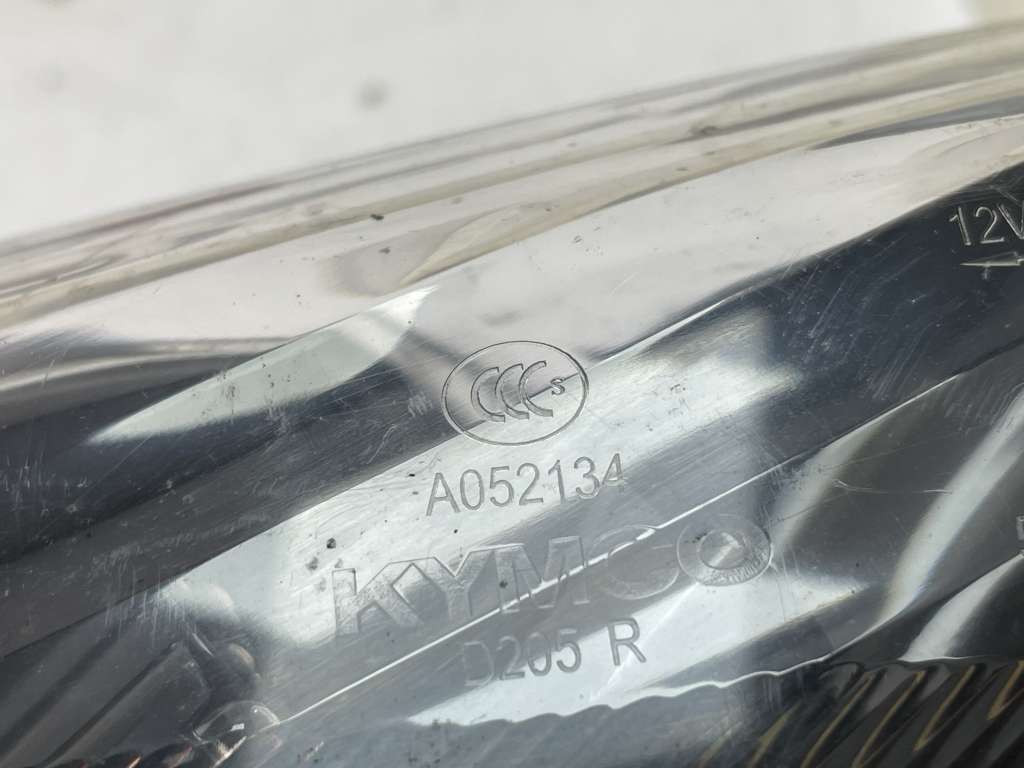 12V
CCC S
A052134
KYMCO
D205 R